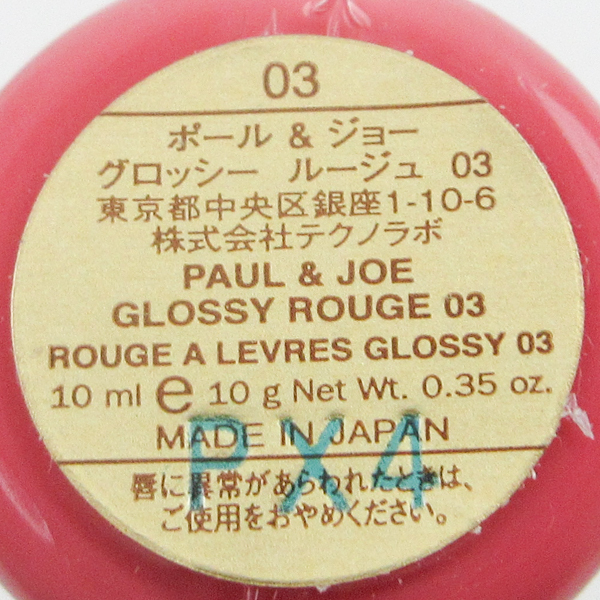 03
ポール & ジョー
グロッシー ルージュ 03
東京都中央区銀座1-10-6
株式会社テクノラボ
PAUL & JOE
GLOSSY ROUGE 03
ROUGE A LEVRES GLOSSY 03
10 ml e 10 g Net Wt. 0.35 oz.
MADE IN JAPAN
PX4
唇に異常があらわれたときは、
ご使用をおやめください。